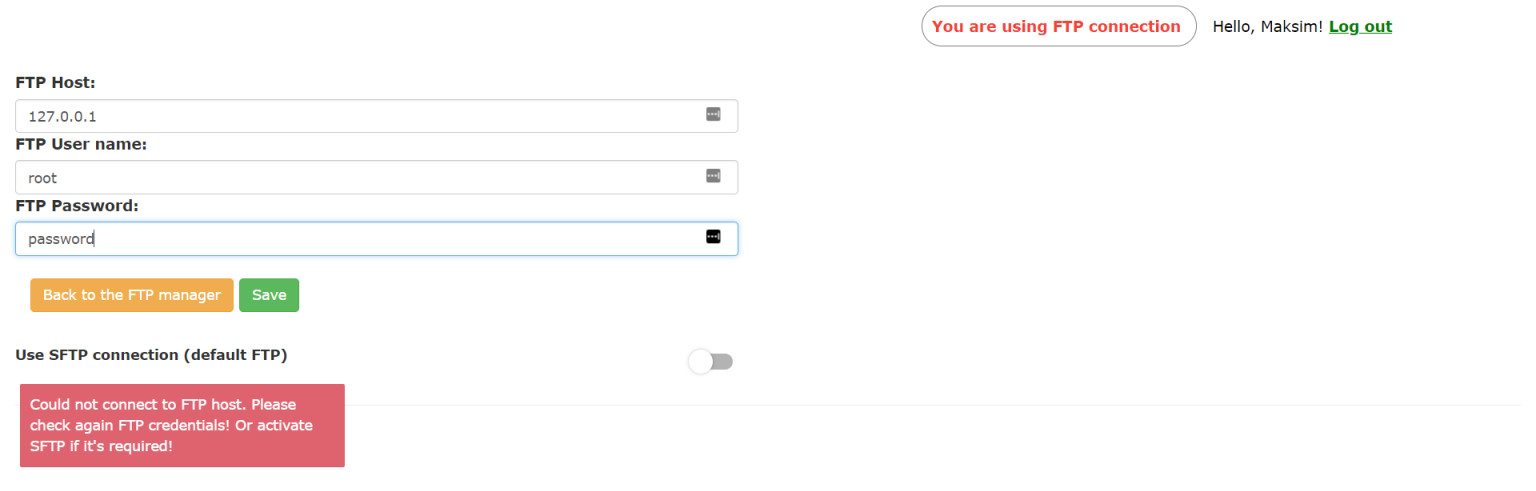 You are using FTP connection Hello, Maksim! Log out
FTP Host:
127.0.0.1
FTP User name:
root
FTP Password:
password
Back to the FTP manager Save
Use SFTP connection (default FTP)
Could not connect to FTP host. Please
check again FTP credentials! Or activate
SFTP if it's required!